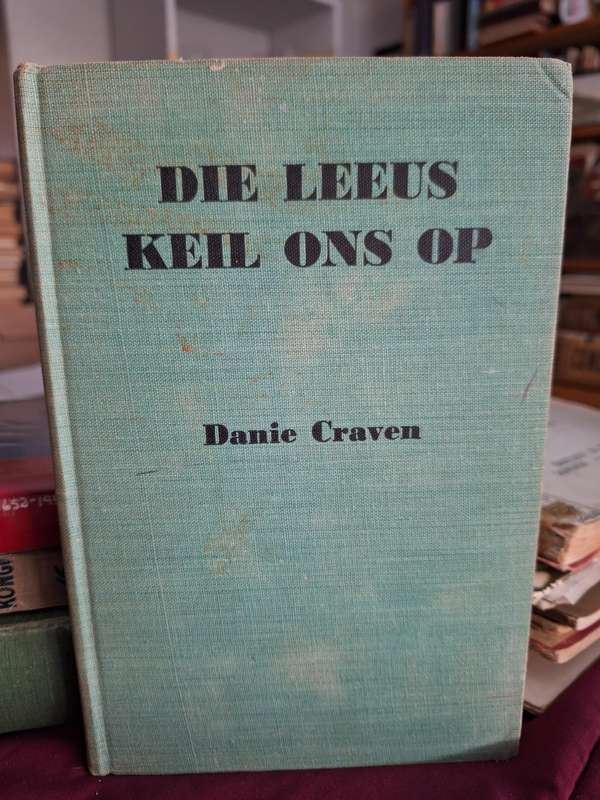 DIE LEEUS
KEIL ONS OP
Danie Craven